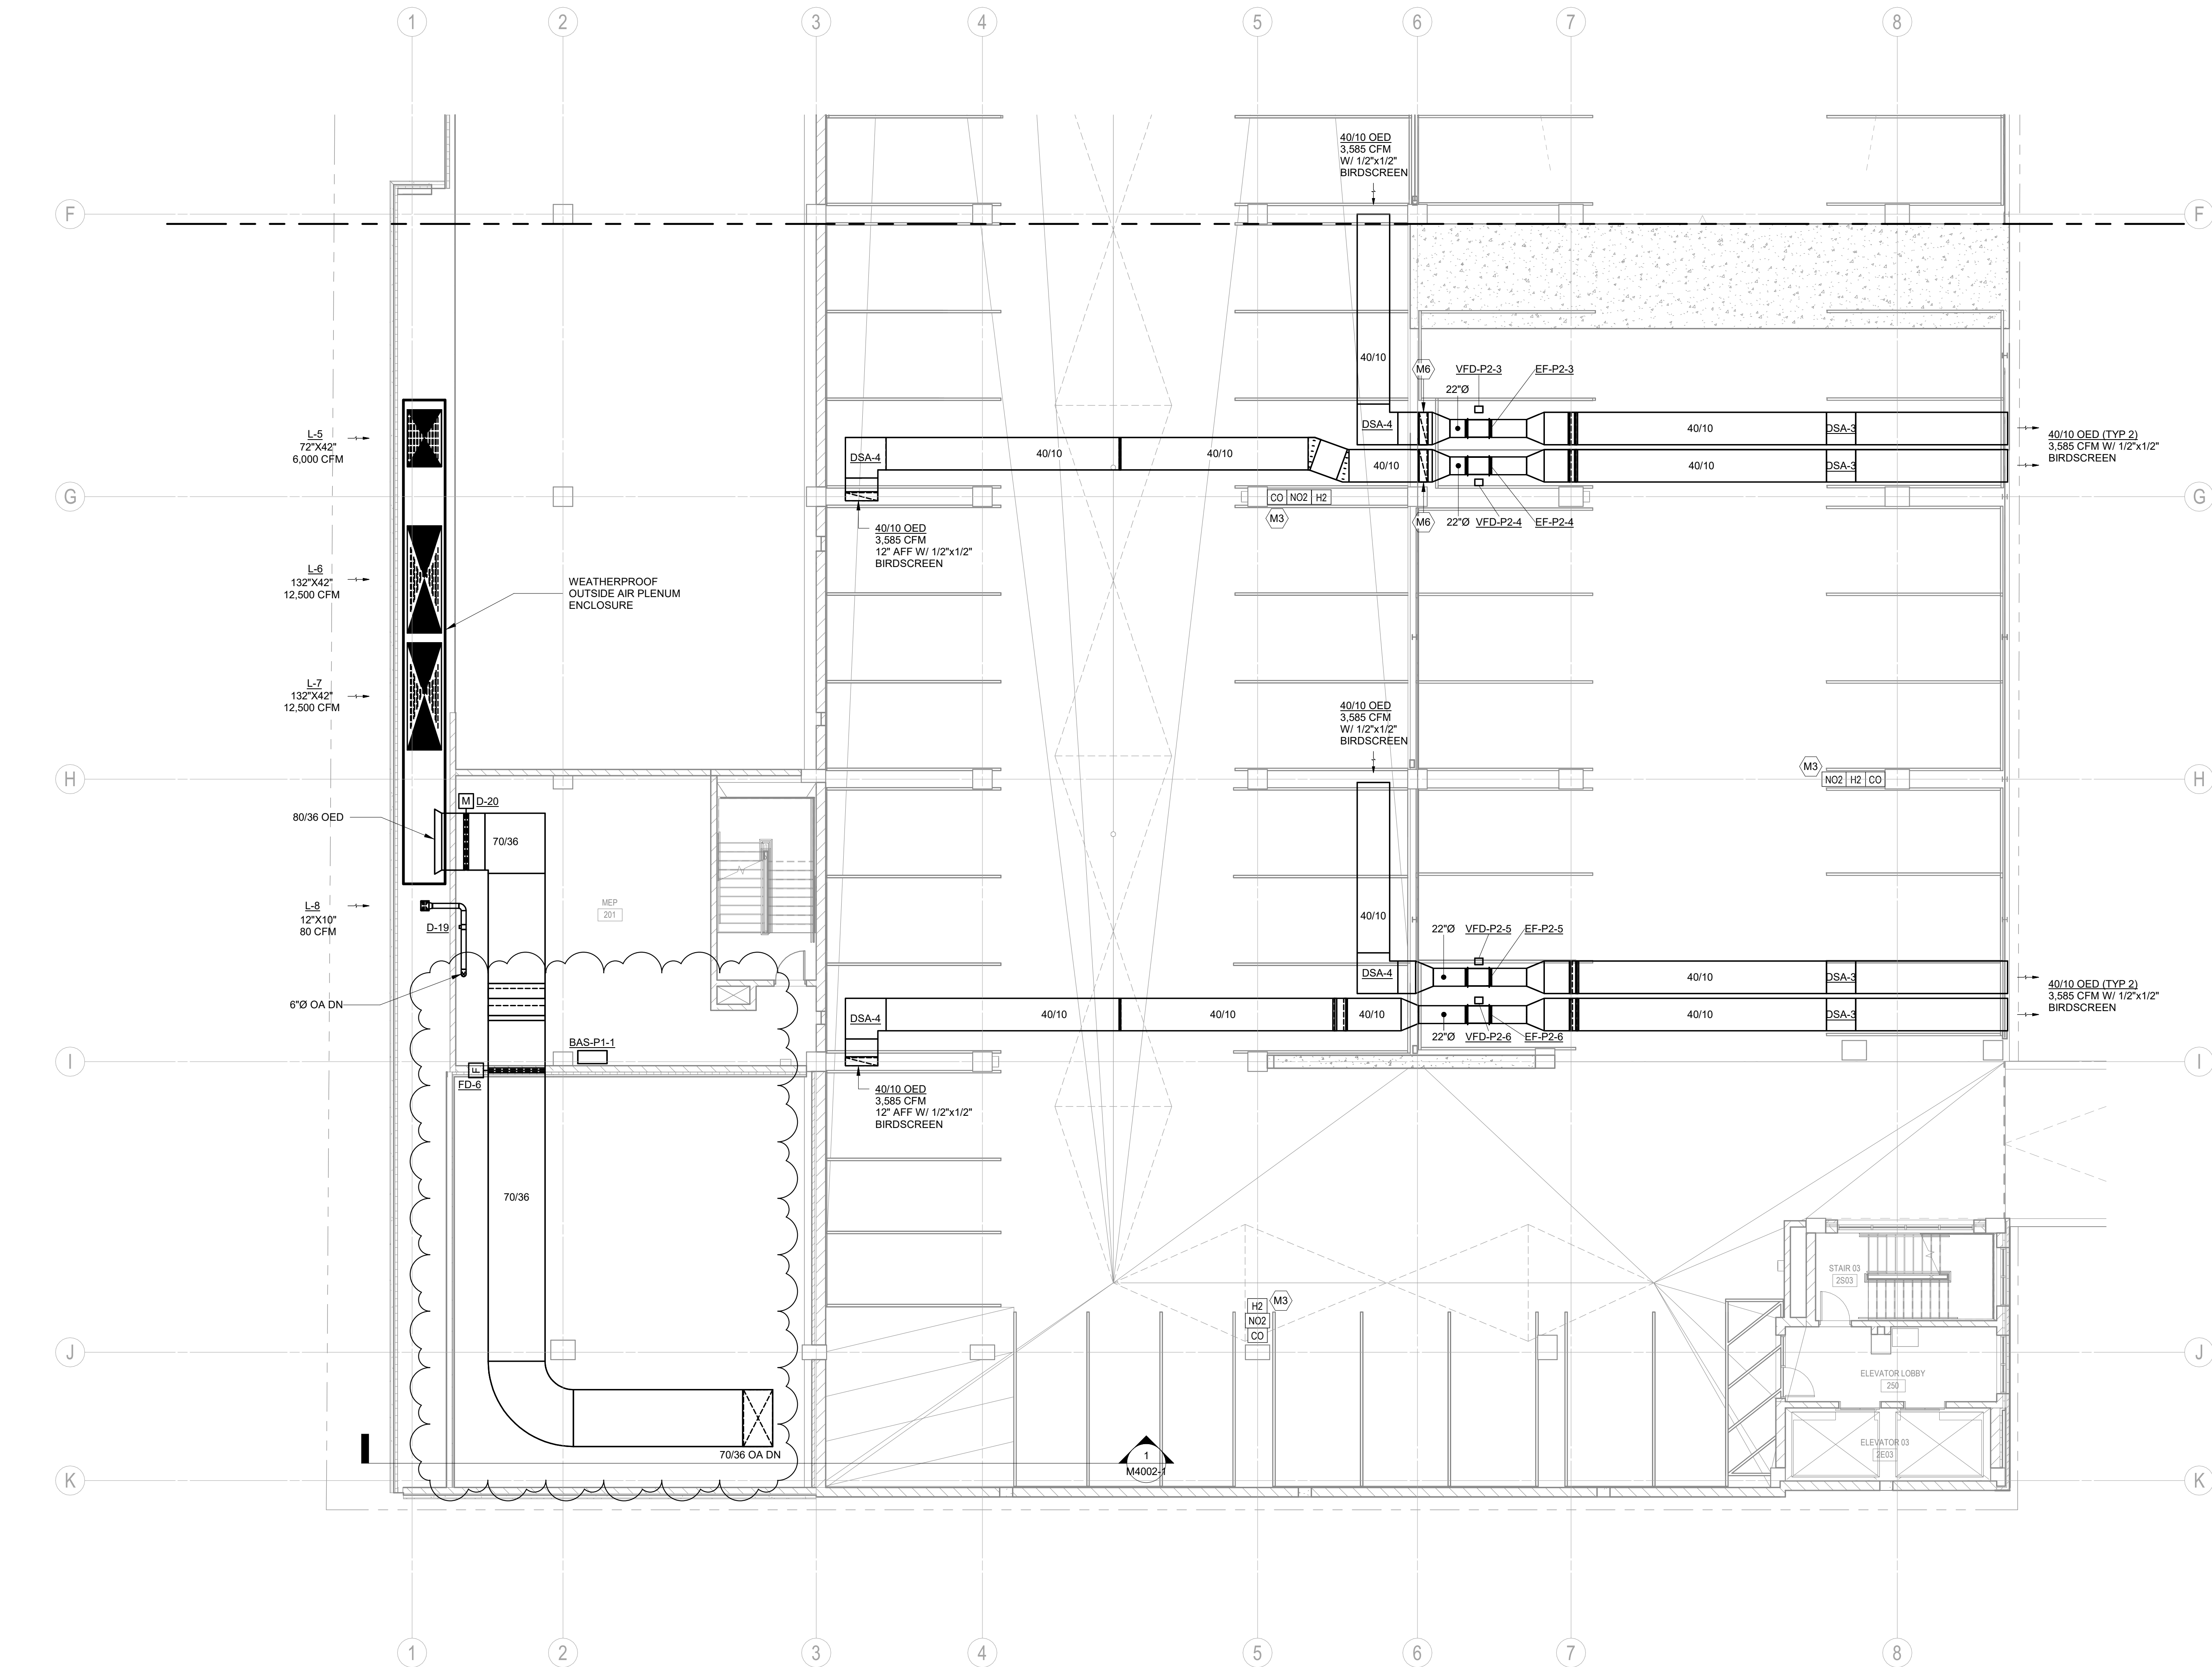 1
2
3
4
5
6
7
8
40/10 OED
3,585 CFM
W/ 1/2"x1/2"
BIRDSCREEN
F
F
40/10
M6
VFD-P2-3
EF-P2-3
22"Ø
DSA-4
40/10
DSA-3
40/10 OED (TYP 2)
3,585 CFM W/ 1/2"x1/2"
BIRDSCREEN
L-5
72"X42"
6,000 CFM
DSA-4
40/10
40/10
40/10
40/10
DSA-3
G
G
CO
NO2
H2
M3
M6
22"Ø
VFD-P2-4
EF-P2-4
40/10 OED
3,585 CFM
12" AFF W/ 1/2"x1/2"
BIRDSCREEN
L-6
132"X42"
12,500 CFM
WEATHERPROOF
OUTSIDE AIR PLENUM
ENCLOSURE
L-7
132"X42"
12,500 CFM
40/10 OED
3,585 CFM
W/ 1/2"x1/2"
BIRDSCREEN
H
M3
NO2
H2
CO
H
M
D-20
80/36 OED
70/36
MEP
201
L-8
12"X10"
80 CFM
D-19
40/10
22"Ø
VFD-P2-5
EF-P2-5
DSA-4
40/10
DSA-3
40/10 OED (TYP 2)
3,585 CFM W/ 1/2"x1/2"
BIRDSCREEN
6"Ø OA DN
DSA-4
40/10
40/10
40/10
40/10
DSA-3
22"Ø
VFD-P2-6
EF-P2-6
BAS-P1-1
I
I
F
FD-6
40/10 OED
3,585 CFM
12" AFF W/ 1/2"x1/2"
BIRDSCREEN
70/36
STAIR 03
2S03
H2
M3
NO2
CO
J
J
ELEVATOR LOBBY
2S0
ELEVATOR 03
2E03
70/36 OA DN
1
M4002-1
K
K
1
2
3
4
5
6
7
8